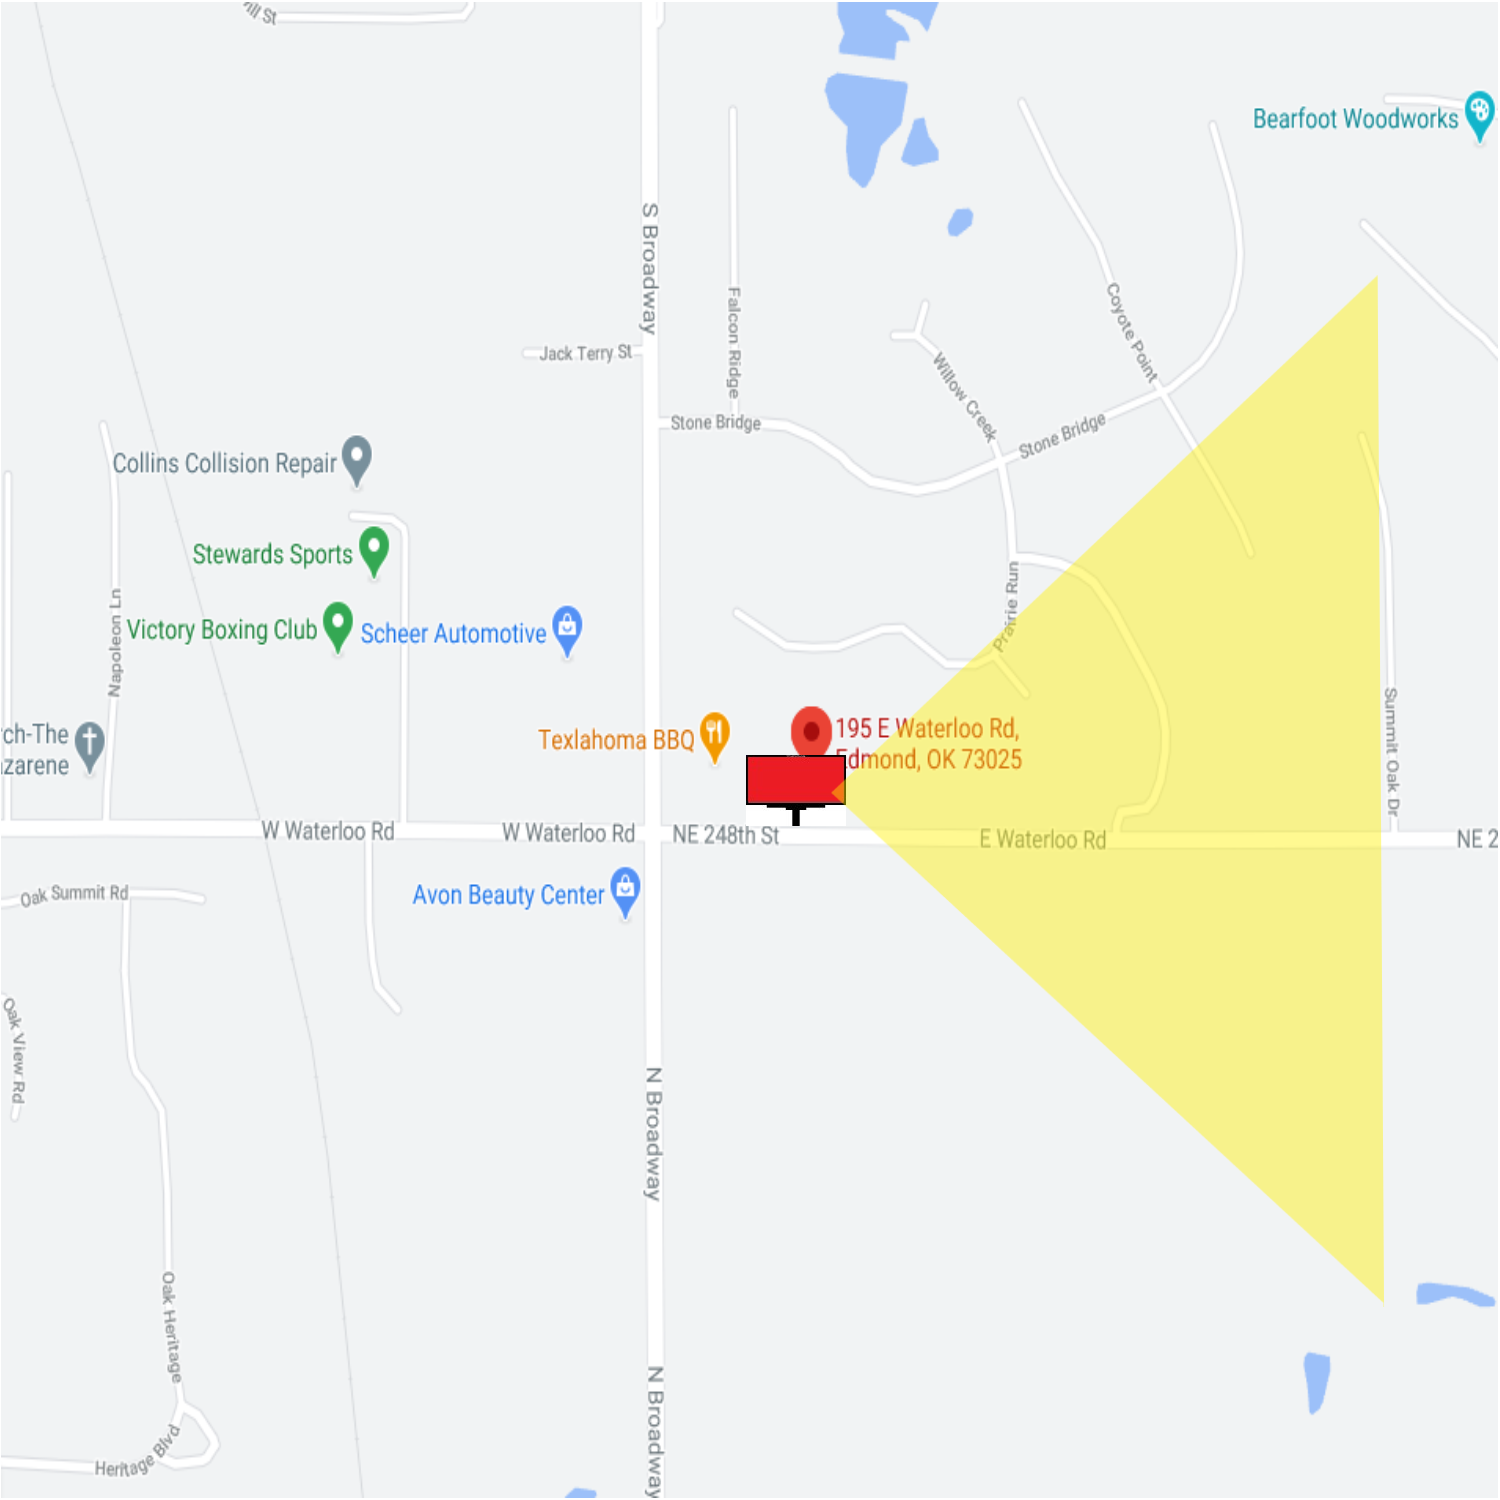 Bearfoot Woodworks
S Broadway
Falcon Ridge
Coyote Point
Jack Terry St
Willow Creek
Stone Bridge
Stone Bridge
Collins Collision Repair
Stewards Sports
Napoleon Ln
Victory Boxing Club
Scheer Automotive
Prairie Run
Summit Oak Dr
rch-The
zarene
Texlahoma BBQ
195 E Waterloo Rd,
Edmond, OK 73025
W Waterloo Rd
W Waterloo Rd
NE 248th St
E Waterloo Rd
NE 2
Oak Summit Rd
Avon Beauty Center
Oak View Rd
N Broadway
Oak Heritage
N Broadway
Heritage Blvd